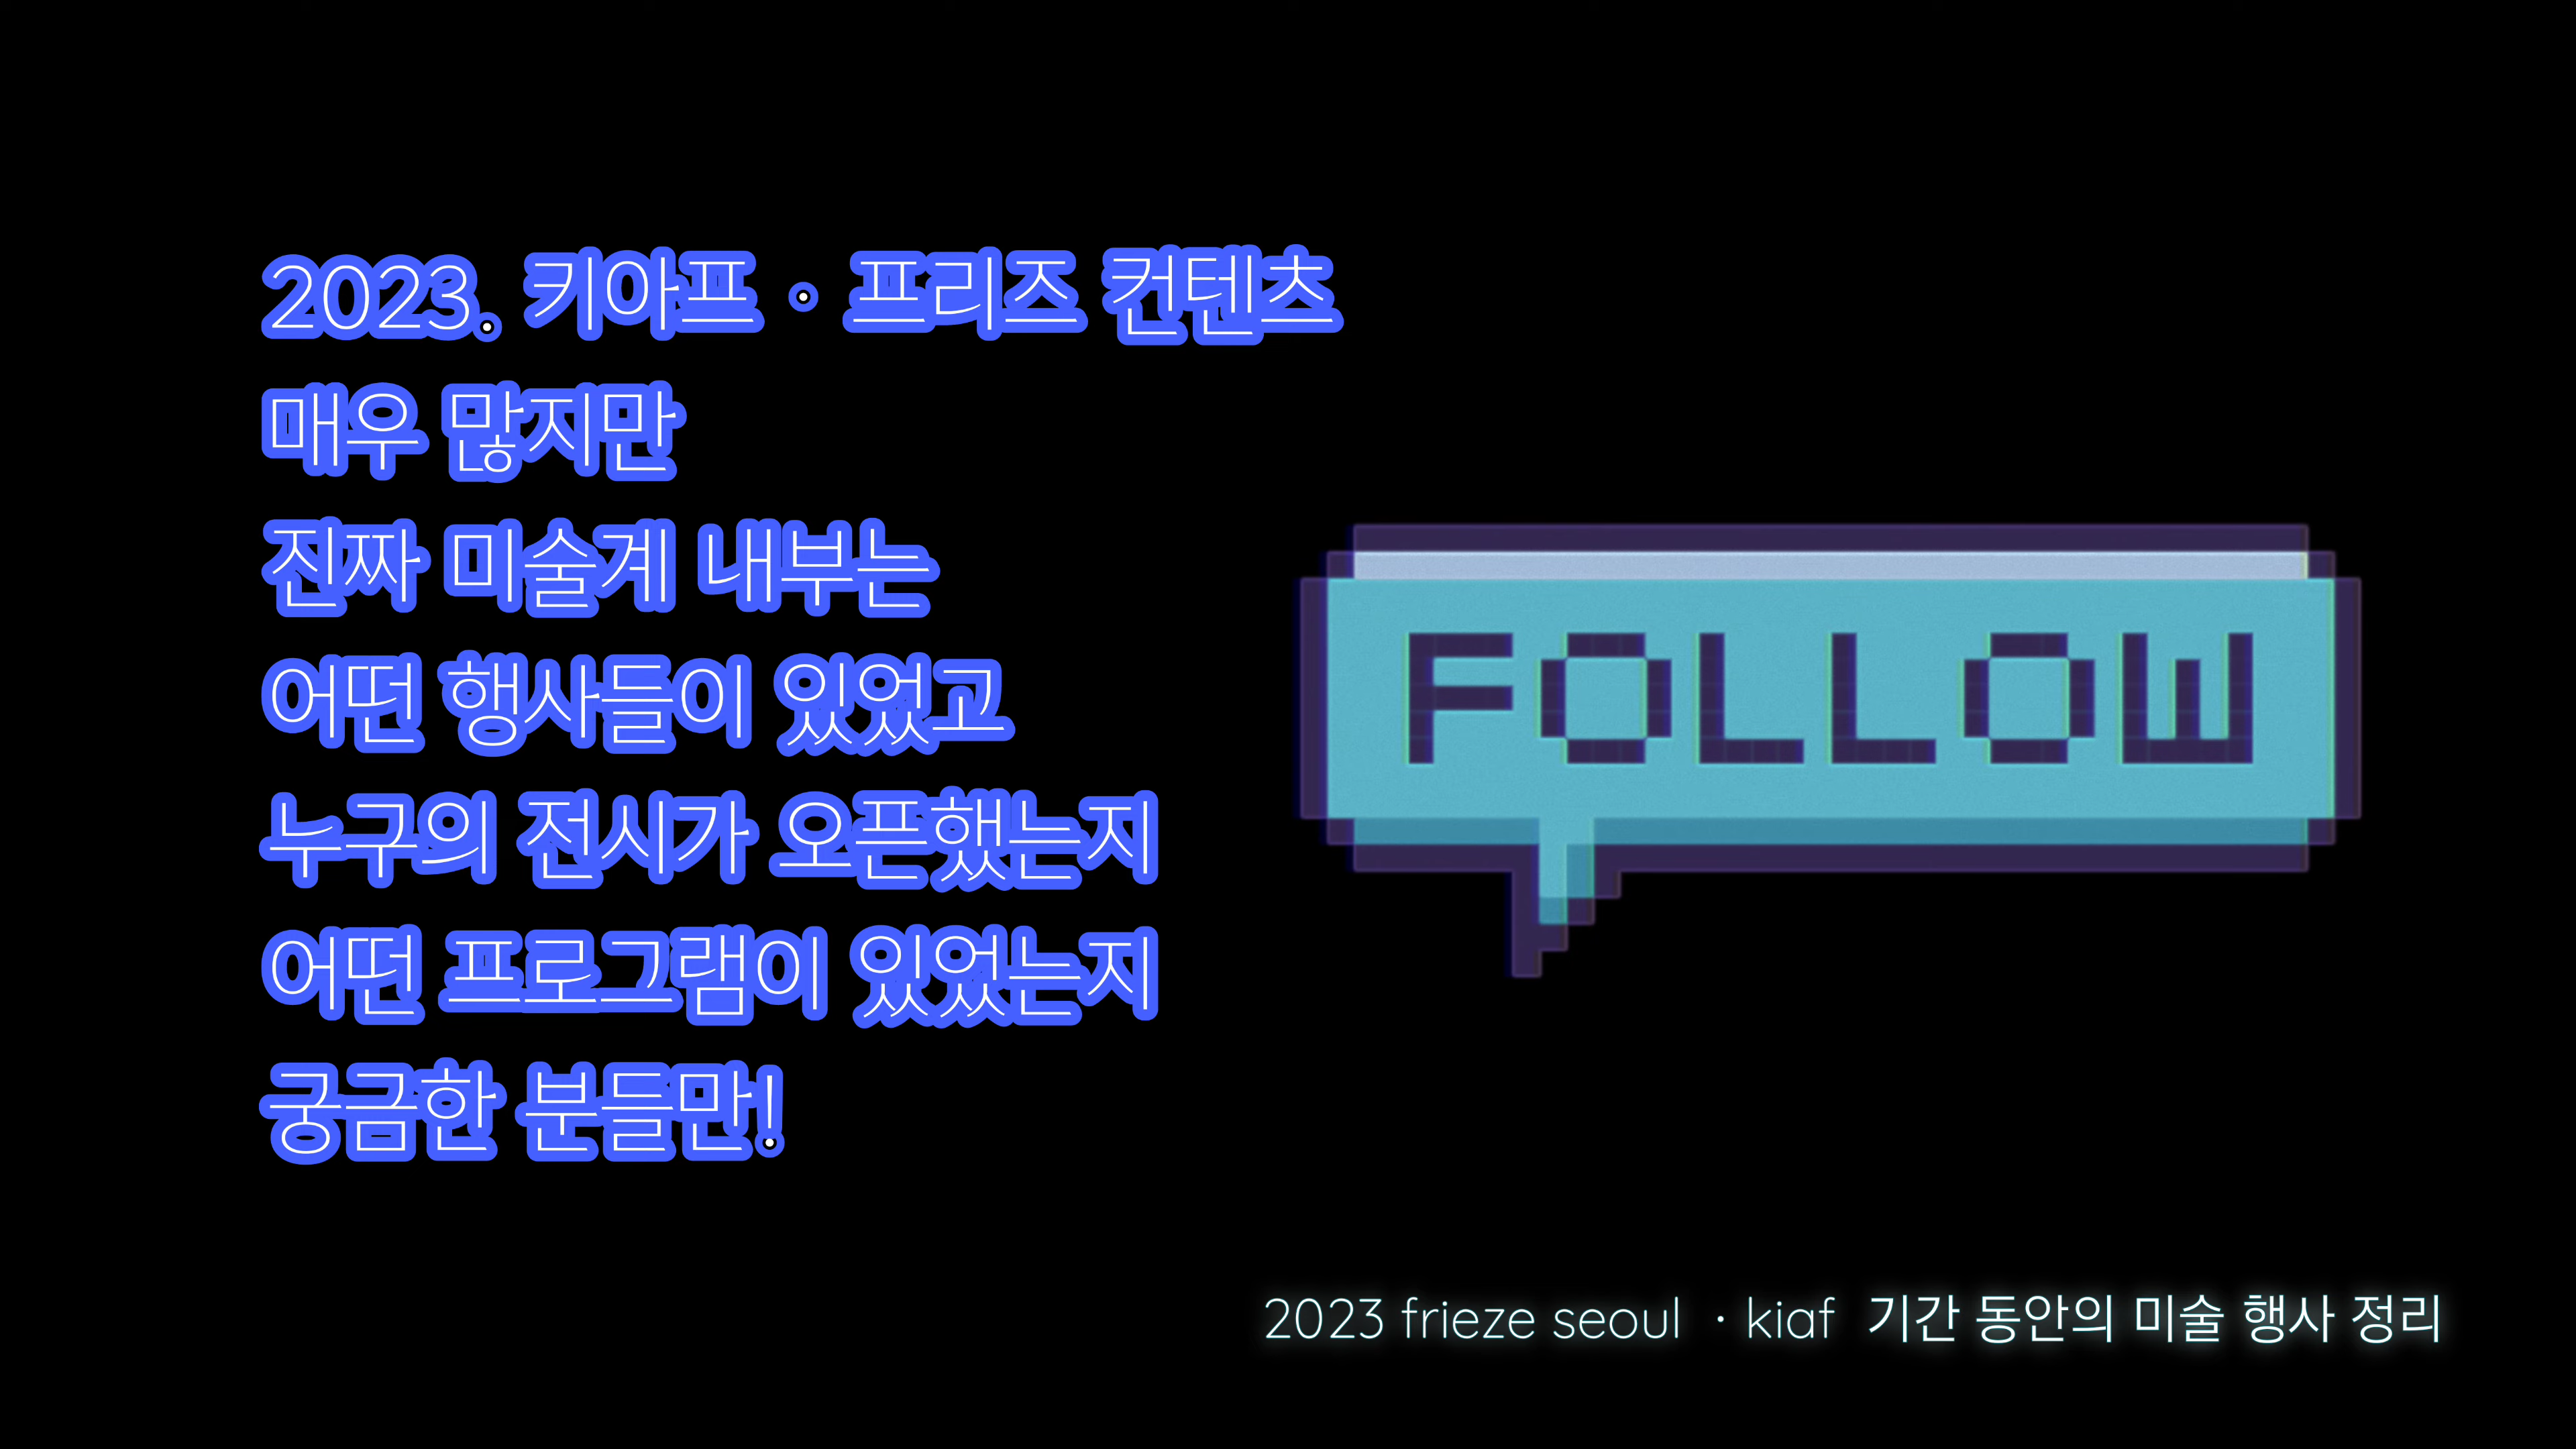 2023. 키아프 • 프리즈 컨텐츠
매우 많지만
진짜 미술계 내부는
어떤 행사들이 있었고
누구의 전시가 오픈했는지
어떤 프로그램이 있었는지
궁금한 분들만!
FOLLOW
2023 frieze seoul · kiaf 기간 동안의 미술 행사 정리